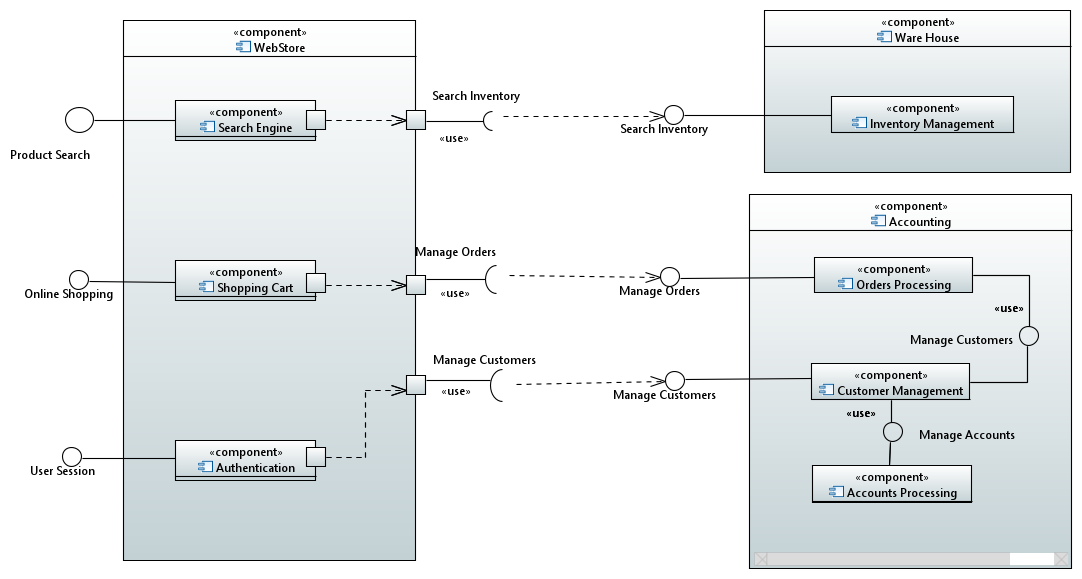 «component»
WebStore
«component»
Search Engine
Product Search
«component»
Shopping Cart
Online Shopping
«component»
Authentication
User Session
Search Inventory
«use»
Search Inventory
Manage Orders
«use»
Manage Orders
Manage Customers
«use»
Manage Customers
«component»
Ware House
«component»
Inventory Management
«component»
Accounting
«component»
Orders Processing
«use»
Manage Customers
«component»
Customer Management
«use»
Manage Accounts
«component»
Accounts Processing